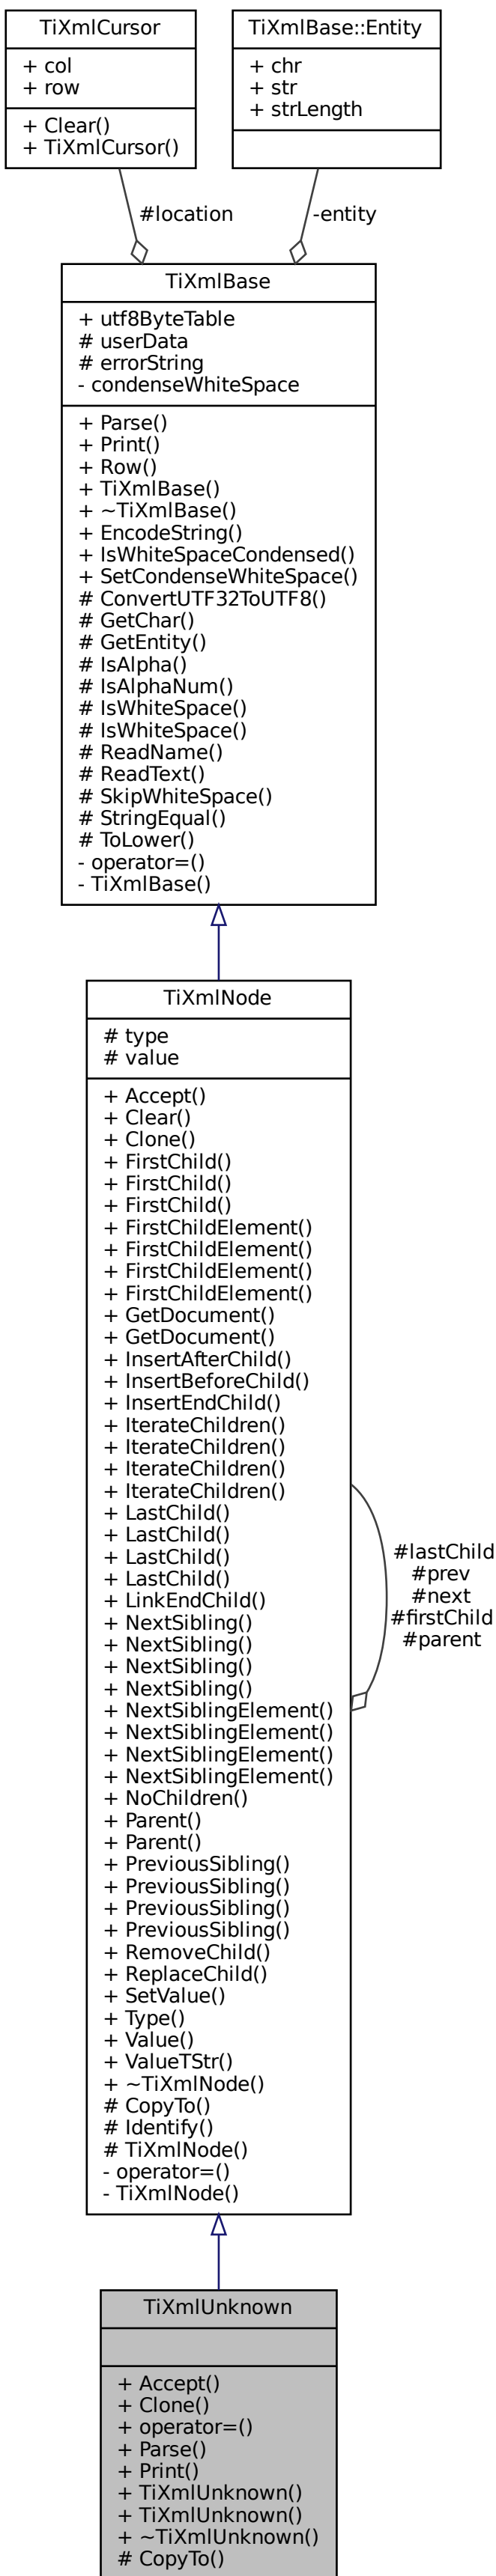 TiXmlCursor
+ col
+ row
+ Clear()
+ TiXmlCursor()
TiXmlBase::Entity
+ chr
+ str
+ strLength
#location
-entity
TiXmlBase
+ utf8ByteTable
# userData
# errorString
- condenseWhiteSpace
+ Parse()
+ Print()
+ Row()
+ TiXmlBase()
+ ~TiXmlBase()
+ EncodeString()
+ IsWhiteSpaceCondensed()
+ SetCondenseWhiteSpace()
# ConvertUTF32ToUTF8()
# GetChar()
# GetEntity()
# IsAlpha()
# IsAlphaNum()
# IsWhiteSpace()
# IsWhiteSpace()
# ReadName()
# ReadText()
# SkipWhiteSpace()
# StringEqual()
# ToLower()
- operator=()
- TiXmlBase()
TiXmlNode
# type
# value
+ Accept()
+ Clear()
+ Clone()
+ FirstChild()
+ FirstChild()
+ FirstChild()
+ FirstChildElement()
+ FirstChildElement()
+ FirstChildElement()
+ FirstChildElement()
+ GetDocument()
+ GetDocument()
+ InsertAfterChild()
+ InsertBeforeChild()
+ InsertEndChild()
+ IterateChildren()
+ IterateChildren()
+ IterateChildren()
+ IterateChildren()
+ LastChild()
+ LastChild()
+ LastChild()
+ LastChild()
+ LinkEndChild()
+ NextSibling()
+ NextSibling()
+ NextSibling()
+ NextSibling()
+ NextSiblingElement()
+ NextSiblingElement()
+ NextSiblingElement()
+ NextSiblingElement()
+ NoChildren()
+ Parent()
+ Parent()
+ PreviousSibling()
+ PreviousSibling()
+ PreviousSibling()
+ PreviousSibling()
+ RemoveChild()
+ ReplaceChild()
+ SetValue()
+ Type()
+ Value()
+ ValueTStr()
+ ~TiXmlNode()
# CopyTo()
# Identify()
# TiXmlNode()
- operator=()
- TiXmlNode()
#lastChild
#prev
#next
#firstChild
#parent
TiXmlUnknown
+ Accept()
+ Clone()
+ operator=()
+ Parse()
+ Print()
+ TiXmlUnknown()
+ TiXmlUnknown()
+ ~TiXmlUnknown()
# CopyTo()